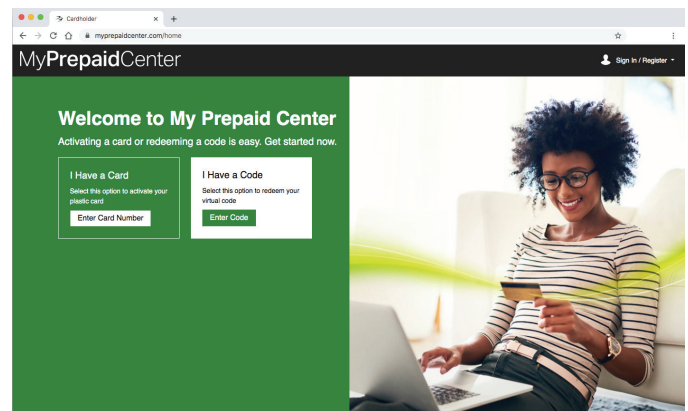 Cardholder
myprepaidcenter.com/home
MyPrepaidCenter
Sign In / Register
Welcome to My Prepaid Center
Activating a card or redeeming a code is easy. Get started now.
I Have a Card
Select this option to activate your
plastic card
Enter Card Number
I Have a Code
Select this option to redeem your
virtual code
Enter Code